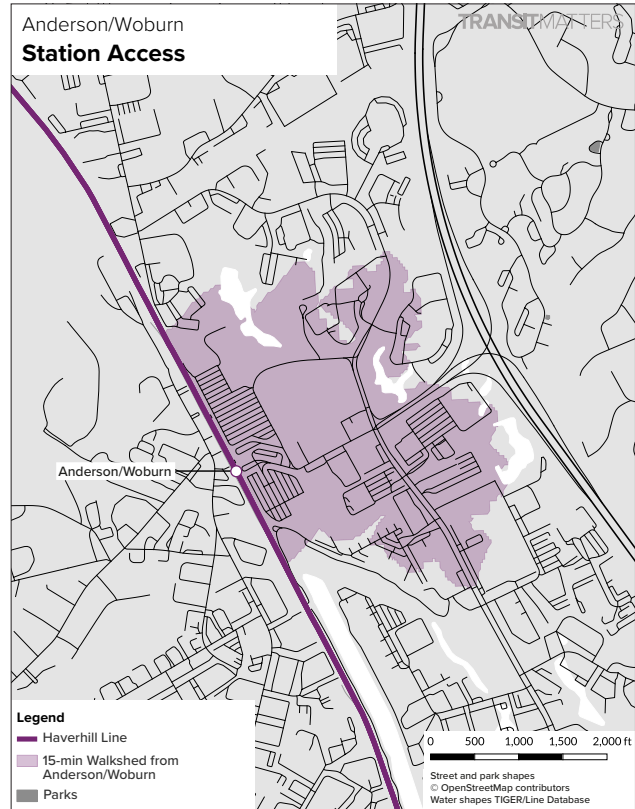 Anderson/Woburn
Station Access
TRANSITMATTERS
Anderson/Woburn
Legend
Haverhill Line
15-min Walkshed from
Anderson/Woburn
Parks
0 500 1,000 1,500 2,000 ft
Street and park shapes
© OpenStreetMap contributors
Water shapes TIGER/Line Database